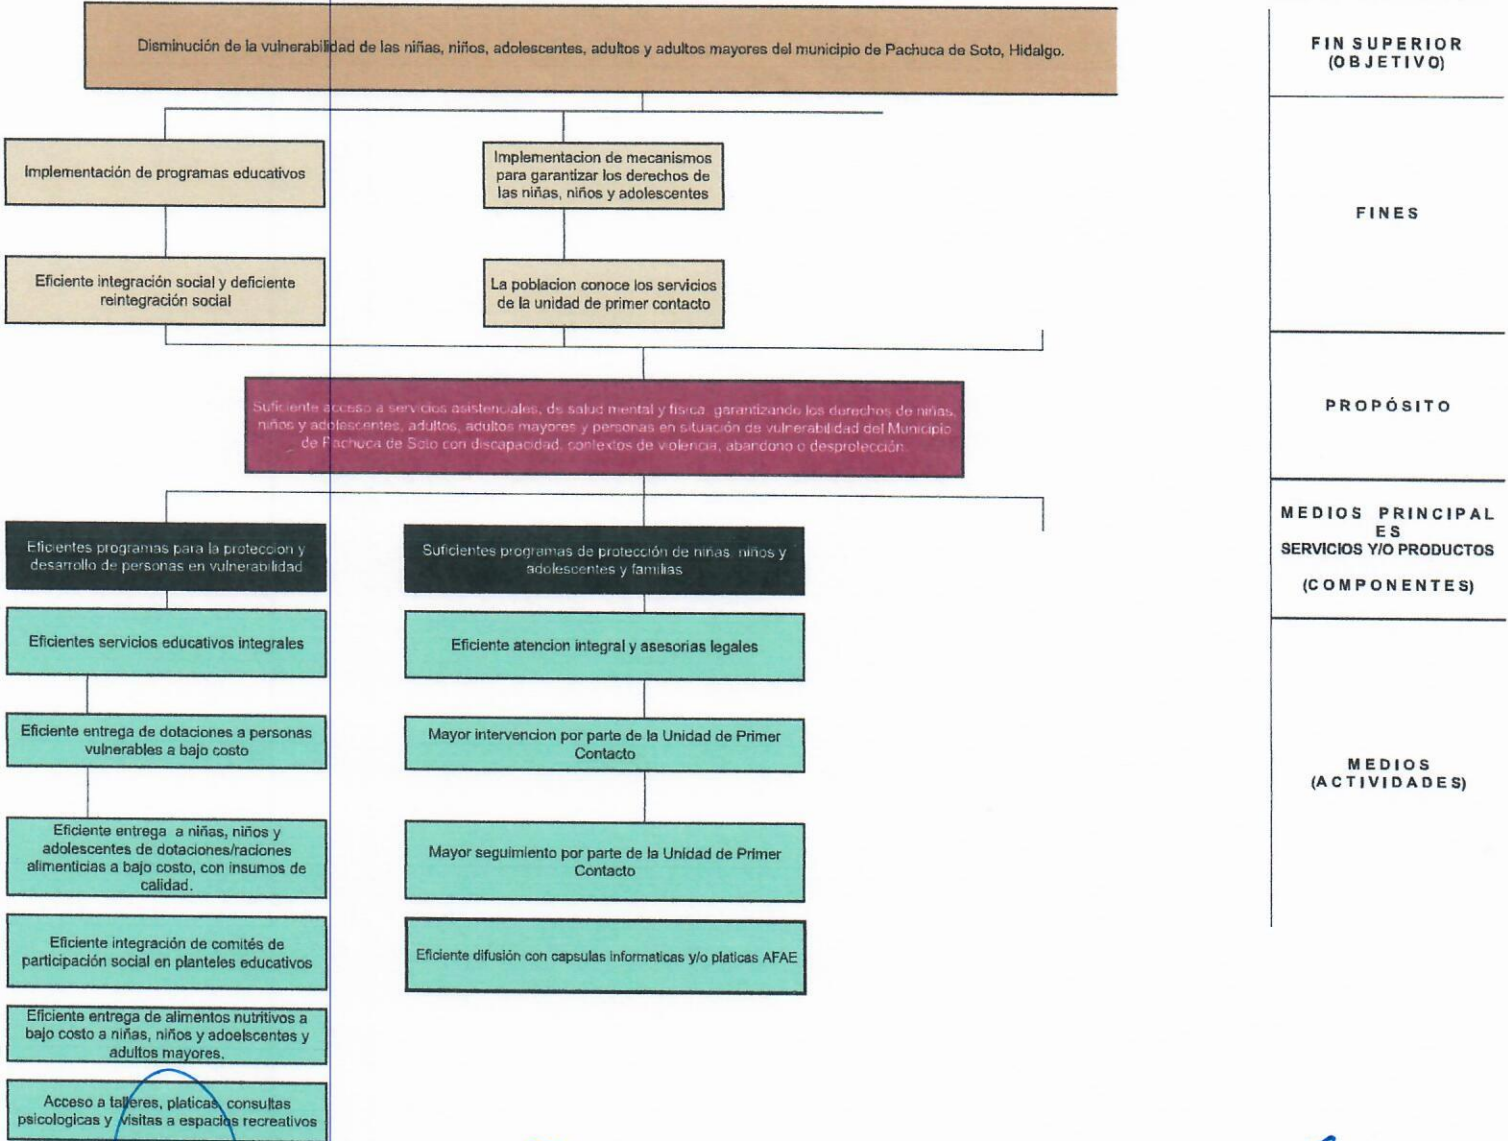 Disminución de la vulnerabilidad de las niñas, niños, adolescentes, adultos y adultos mayores del municipio de Pachuca de Soto, Hidalgo.
FIN SUPERIOR
(OBJETIVO)
Implementación de programas educativos
Implementacion de mecanismos
para garantizar los derechos de
las niñas, niños y adolescentes
FINES
Eficiente integración social y deficiente
reintegración social
La poblacion conoce los servicios
de la unidad de primer contacto
Suficiente acceso a servicios asistenciales, de salud mental y fisica, garantizando los derechos de niñas,
niños y adolescentes, adultos, adultos mayores y personas en situación de vulnerabilidad del Municipio
de Pachuca de Soto con discapacidad, contextos de violencia, abandono o desprotección.
PROPÓSITO
Eficientes programas para la proteccion y
desarrollo de personas en vulnerabilidad
Suficientes programas de protección de niñas, niños y
adolescentes y familias
MEDIOS PRINCIPAL
ES
SERVICIOS Y/O PRODUCTOS
(COMPONENTES)
Eficientes servicios educativos integrales
Eficiente entrega de dotaciones a personas
vulnerables a bajo costo
Eficiente entrega a niñas, niños y
adolescentes de dotaciones/raciones
alimenticias a bajo costo, con insumos de
calidad.
Eficiente integración de comités de
participación social en planteles educativos
Eficiente entrega de alimentos nutritivos a
bajo costo a niñas, niños y adoelscentes y
adultos mayores.
Acceso a talleres, platicas, consultas
psicologicas y visitas a espacios recreativos
Eficiente atencion integral y asesorias legales
Mayor intervencion por parte de la Unidad de Primer
Contacto
Mayor seguimiento por parte de la Unidad de Primer
Contacto
Eficiente difusión con capsulas informaticas y/o platicas AFAE
MEDIOS
(ACTIVIDADES)